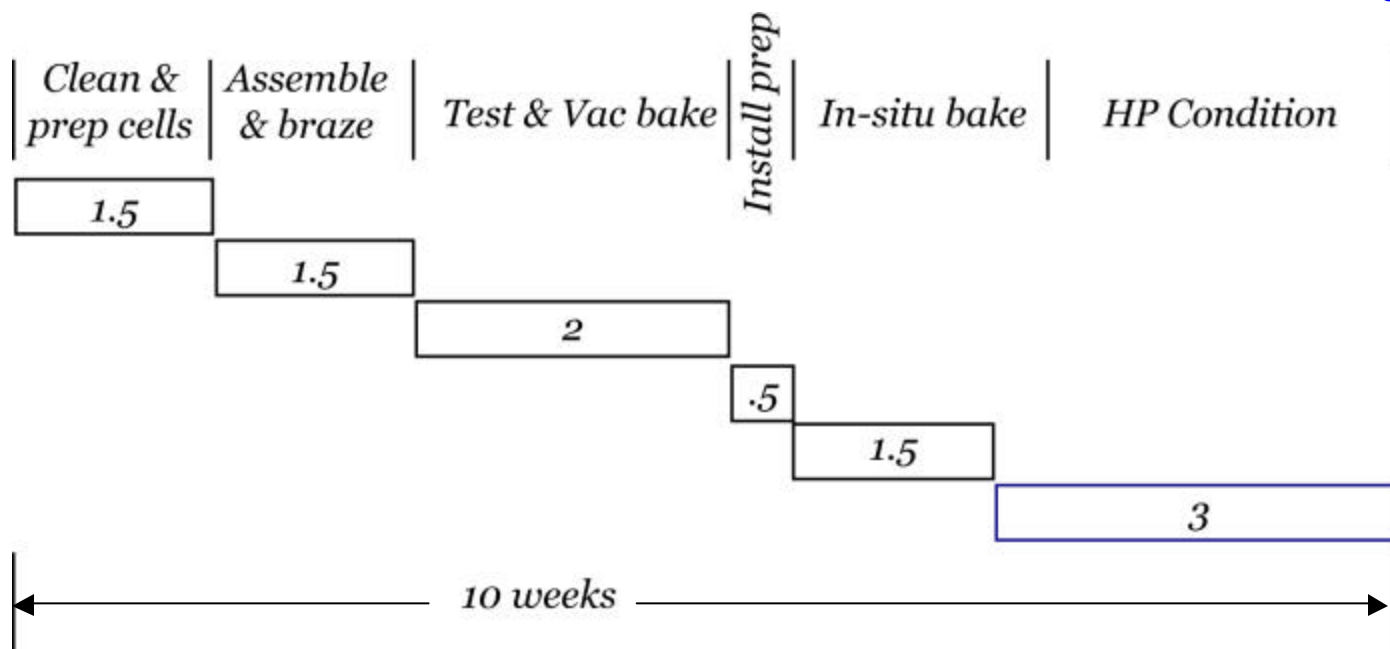 Clean &
prep cells
Assemble
& braze
Test & Vac bake
Install prep
In-situ bake
HP Condition
1.5
1.5
2
.5
1.5
3
10 weeks